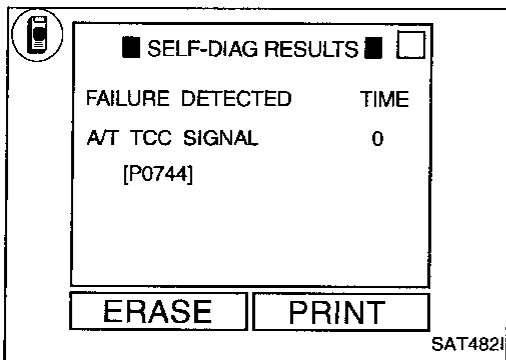 ■ SELF-DIAG RESULTS ■ □
FAILURE DETECTED TIME
A/T TCC SIGNAL 0
[P0744]
ERASE PRINT
SAT482I